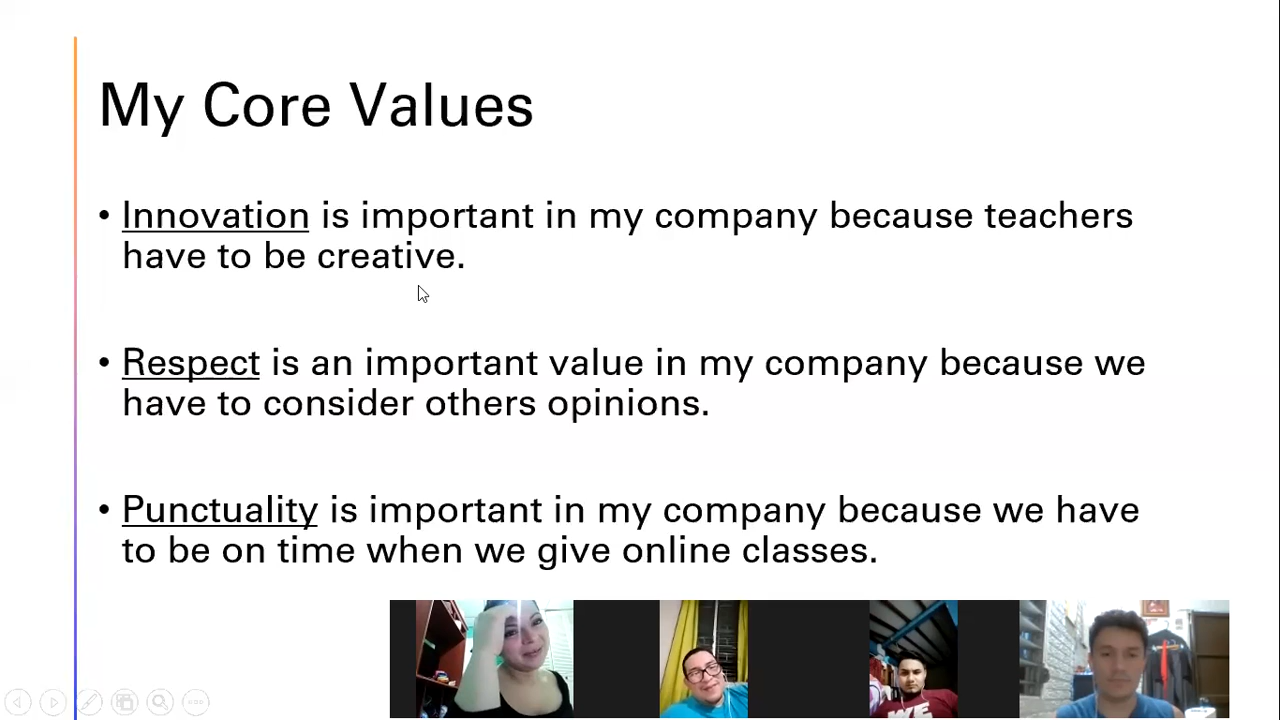 My Core Values
• Innovation is important in my company because teachers
have to be creative.
• Respect is an important value in my company because we
have to consider others opinions.
• Punctuality is important in my company because we have
to be on time when we give online classes.
WE